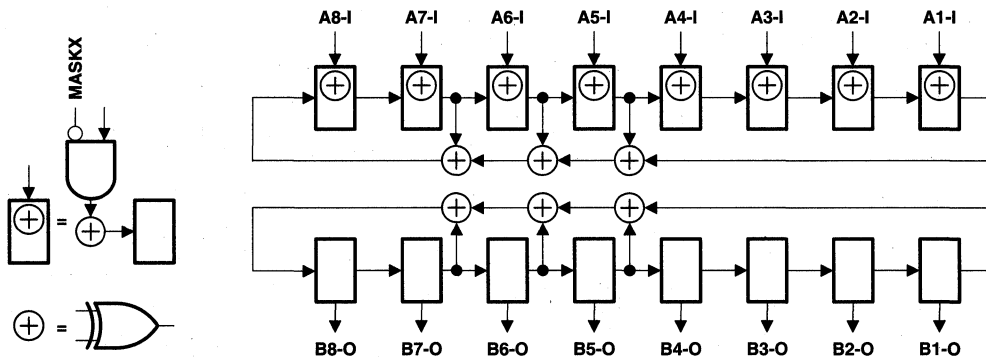 A8-I A7-I A6-I A5-I A4-I A3-I A2-I A1-I
MASKX
=
=
B8-O B7-O B6-O B5-O B4-O B3-O B2-O B1-O